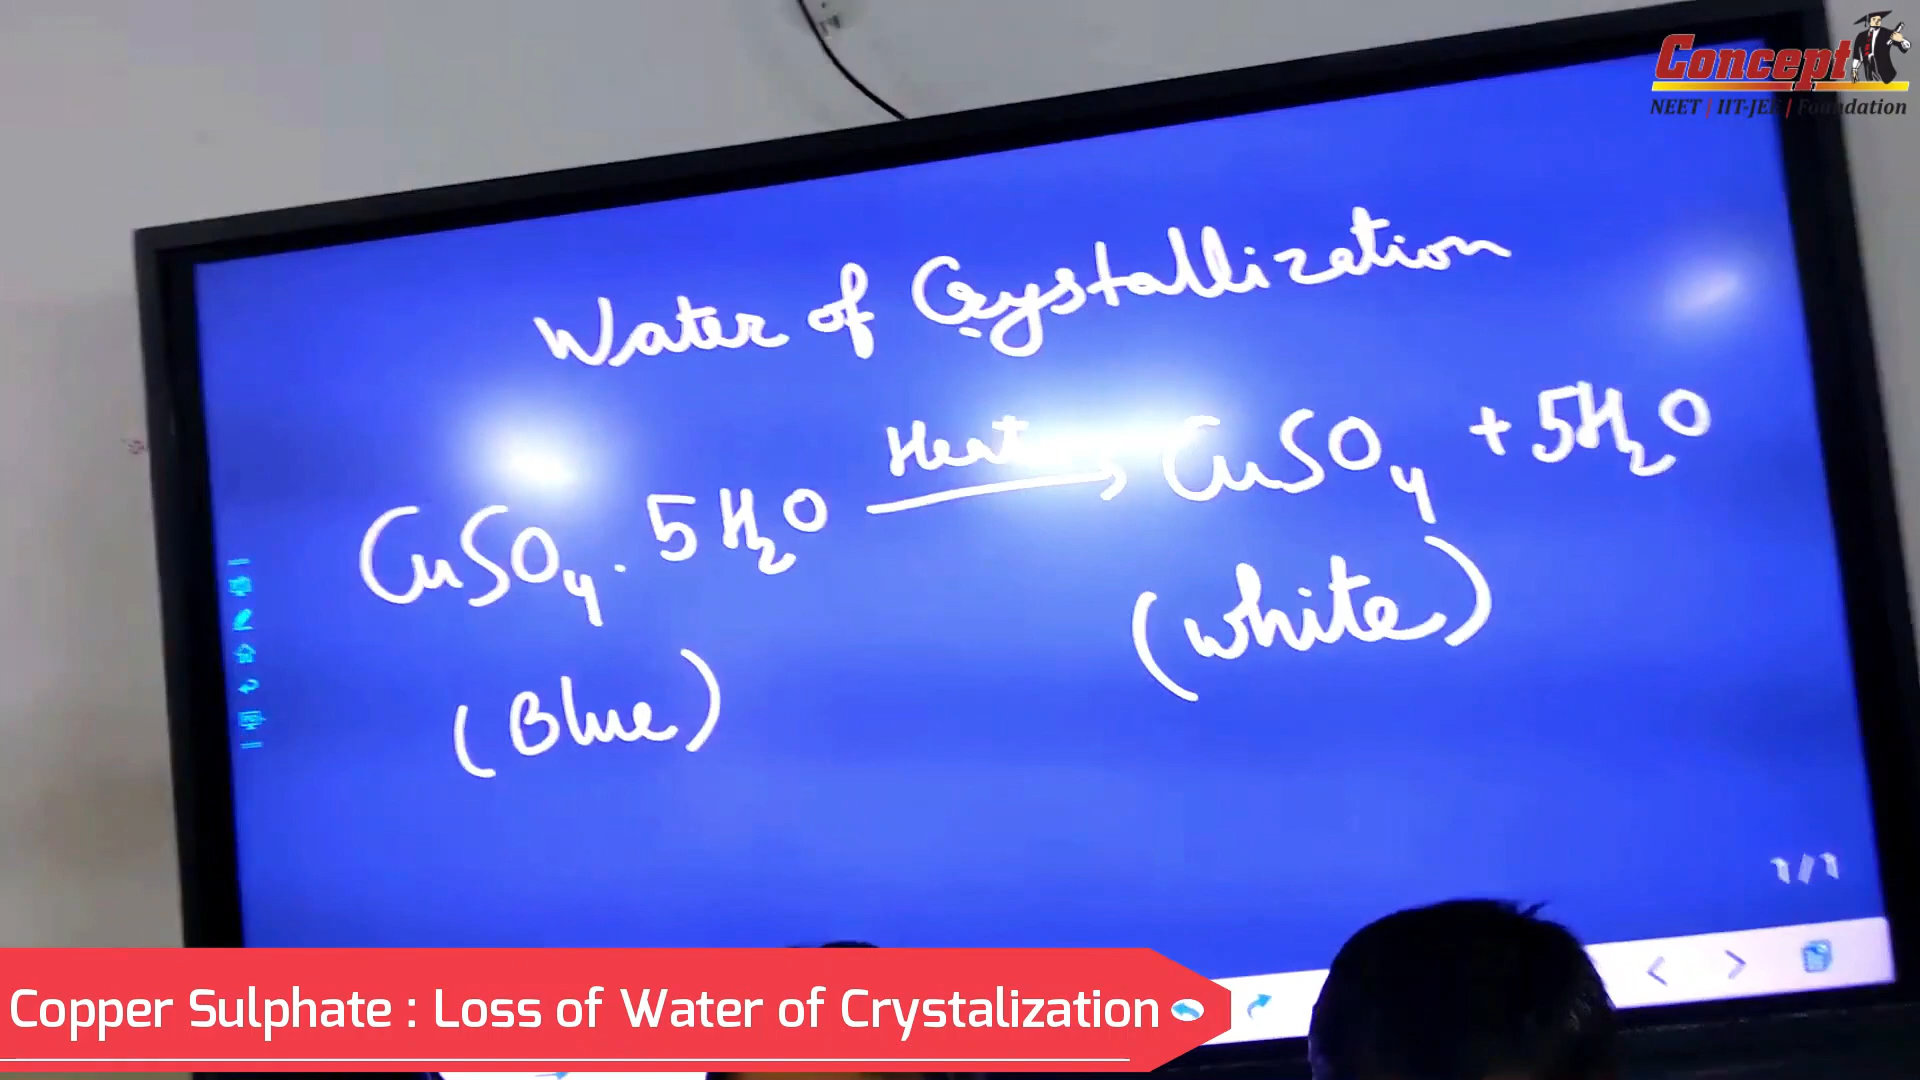 Concept
NEET | IIT-JEE | Foundation
Water of Crystallization
CuSO₄ . 5H₂O Heat → CuSO₄ + 5H₂O
(Blue) (white)
1/1
Copper Sulphate : Loss of Water of Crystalization